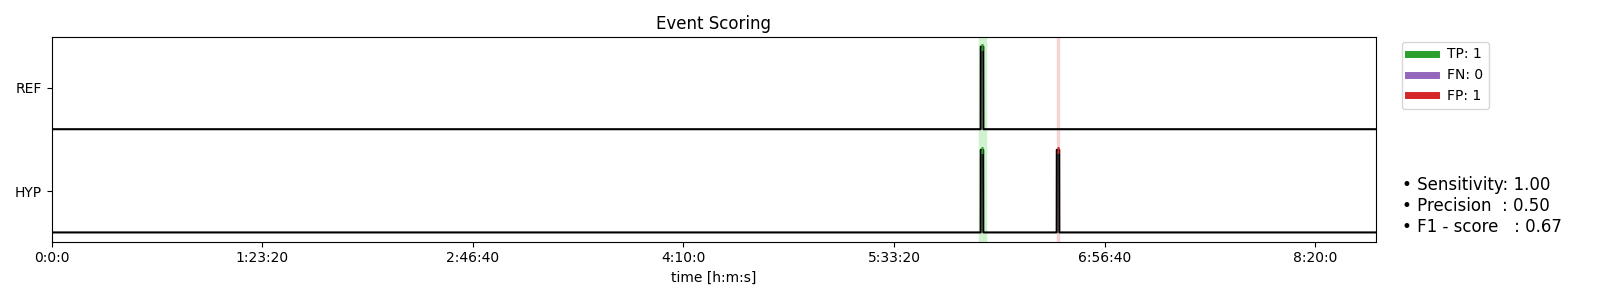 Event Scoring
REF
HYP
0:0:0
1:23:20
2:46:40
4:10:0
5:33:20
6:56:40
8:20:0
time [h:m:s]
TP: 1
FN: 0
FP: 1
• Sensitivity: 1.00
• Precision : 0.50
• F1 - score : 0.67